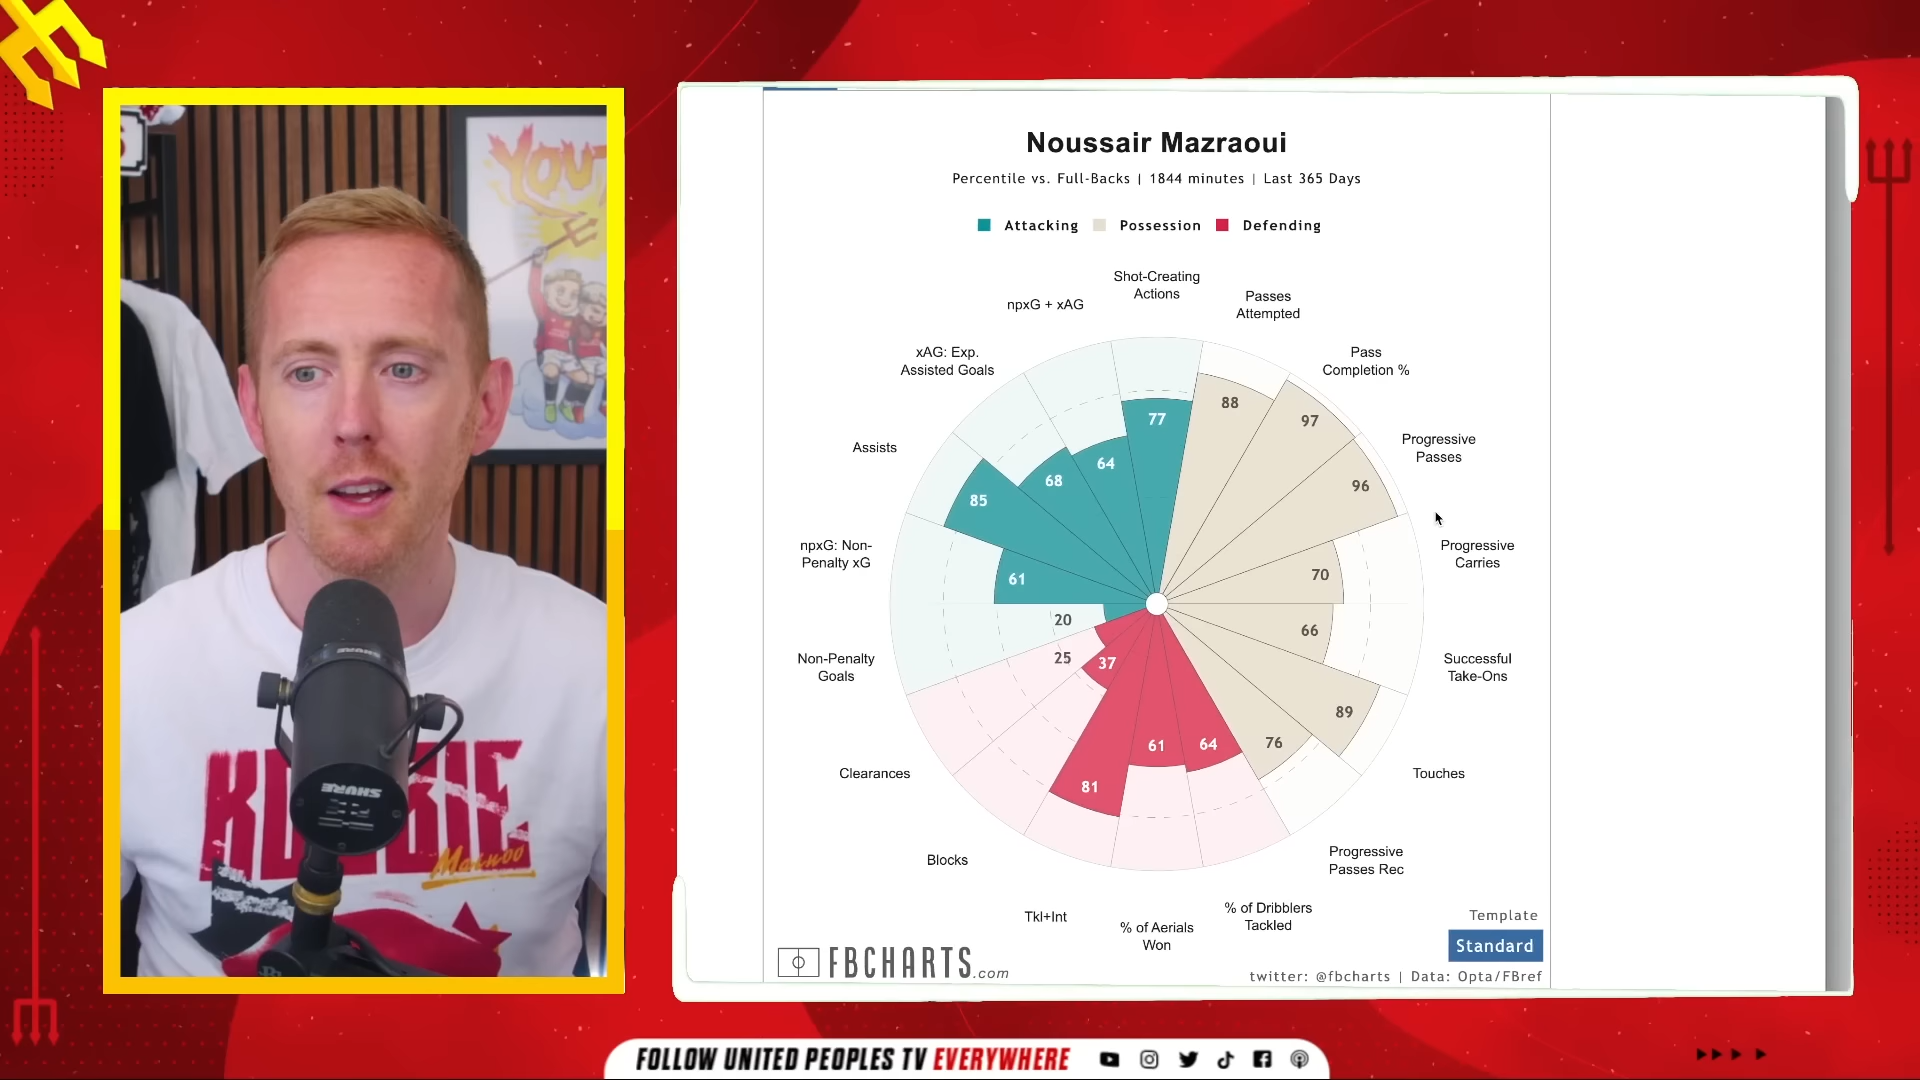 Noussair Mazraoui
Percentile vs. Full-Backs | 1844 minutes | Last 365 Days
Attacking Possession Defending
Shot-Creating
Actions
Passes
Attempted
Pass
Completion %
Progressive
Passes
Progressive
Carries
Successful
Take-Ons
Touches
Progressive
Passes Rec
% of Dribblers
Tackled
% of Aerials
Won
Tkl+Int
Blocks
Clearances
Non-Penalty
Goals
npxG: Non-
Penalty xG
Assists
xAG: Exp.
Assisted Goals
npxG + xAG
77
88
97
96
70
66
89
76
64
61
81
37
25
20
61
85
68
64
Template
Standard
FBCHARTS.com
twitter: @fbcharts | Data: Opta/FBref
YOU
SHURE
Mainoo
FOLLOW UNITED PEOPLES TV EVERYWHERE